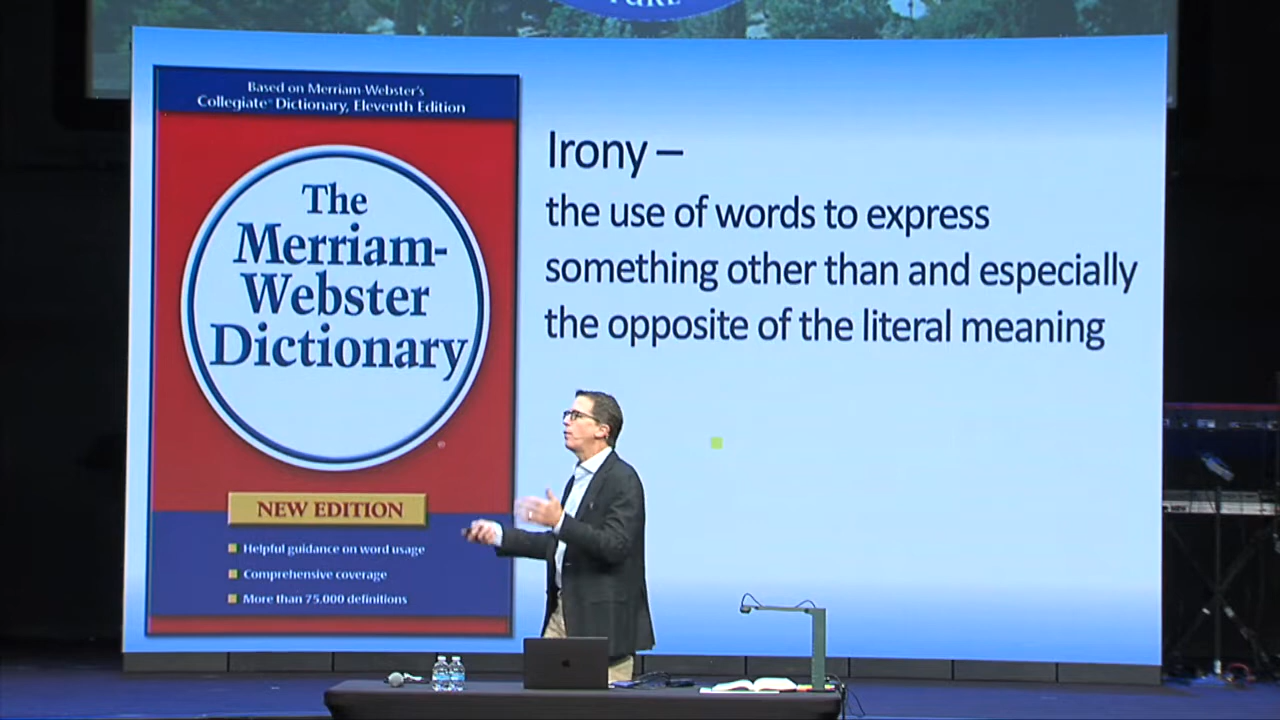 Based on Merriam-Webster's
Collegiate® Dictionary, Eleventh Edition
The
Merriam-
Webster
Dictionary
NEW EDITION
Helpful guidance on word usage
Comprehensive coverage
More than 75,000 definitions
Irony –
the use of words to express
something other than and especially
the opposite of the literal meaning